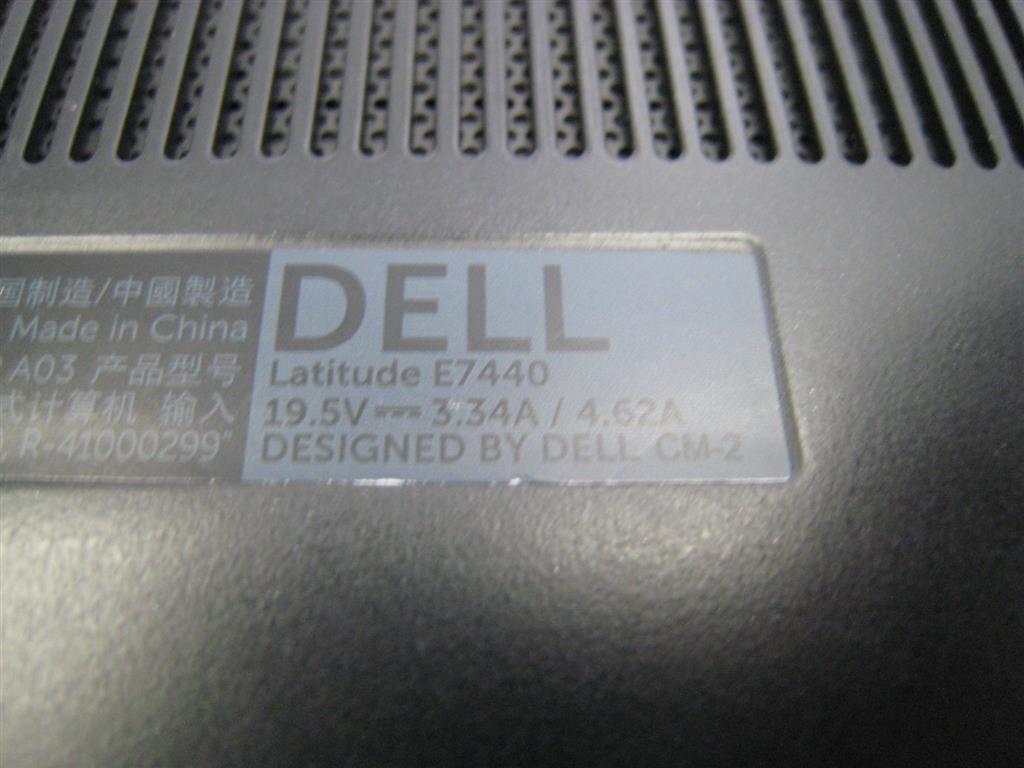 国制造/中國製造
Made in China
A03 产品型号
式计算机 输入
R-41000299"
DELL
Latitude E7440
19.5V⎓3.34A / 4.62A
DESIGNED BY DELL CM-2